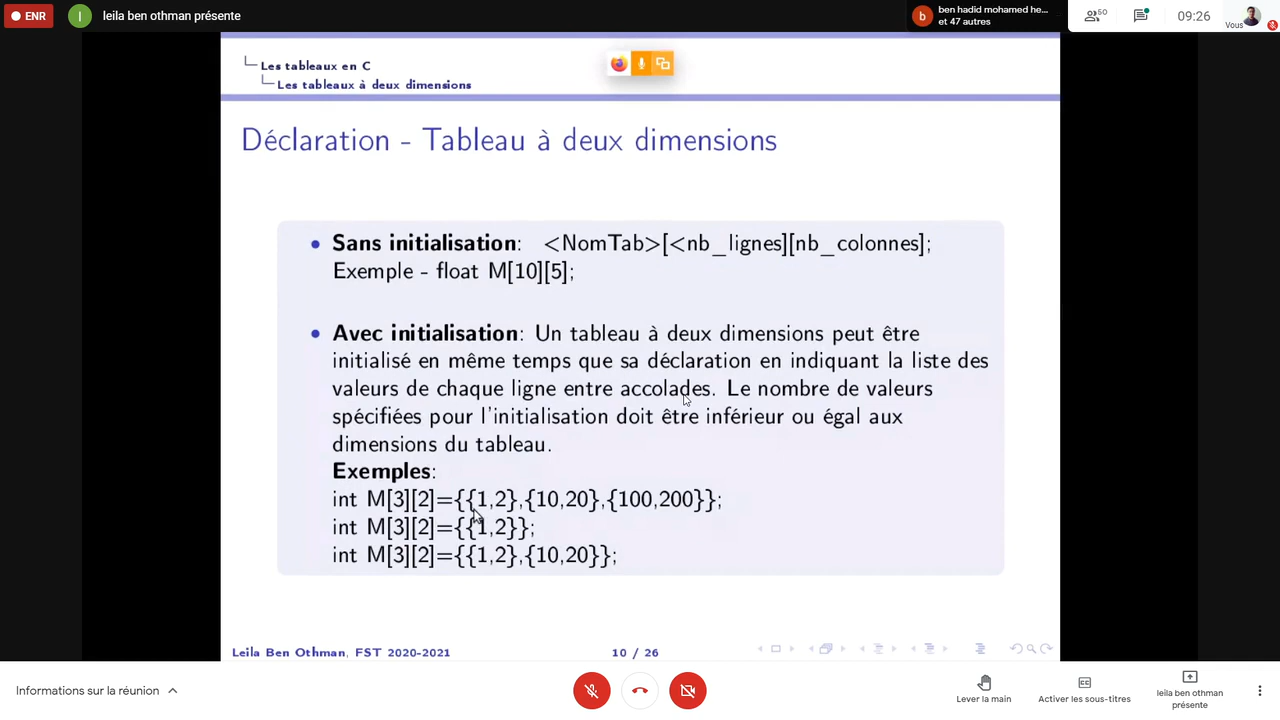 ENR
leila ben othman présente
ben hadid mohamed he...
et 47 autres
50
09:26
Vous
Les tableaux en C
Les tableaux à deux dimensions
Déclaration - Tableau à deux dimensions
• Sans initialisation: <NomTab>[<nb_lignes][nb_colonnes];
Exemple - float M[10][5];
• Avec initialisation: Un tableau à deux dimensions peut être
initialisé en même temps que sa déclaration en indiquant la liste des
valeurs de chaque ligne entre accolades. Le nombre de valeurs
spécifiées pour l'initialisation doit être inférieur ou égal aux
dimensions du tableau.
Exemples:
int M[3][2]={{1,2},{10,20},{100,200}};
int M[3][2]={{1,2}};
int M[3][2]={{1,2},{10,20}};
Leila Ben Othman, FST 2020-2021
10 / 26
Informations sur la réunion
Lever la main
Activer les sous-titres
leila ben othman
présente